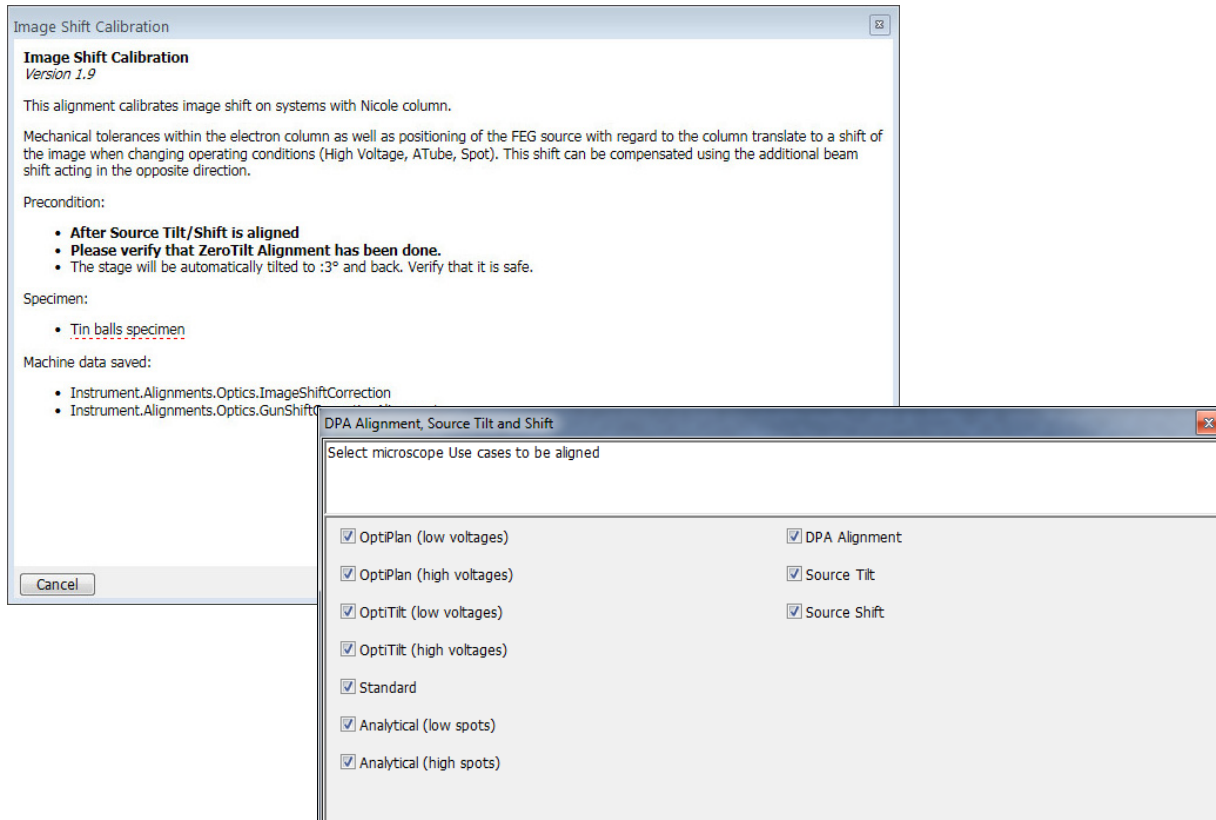 Image Shift Calibration
Image Shift Calibration
Version 1.9
This alignment calibrates image shift on systems with Nicole column.
Mechanical tolerances within the electron column as well as positioning of the FEG source with regard to the column translate to a shift of
the image when changing operating conditions (High Voltage, ATube, Spot). This shift can be compensated using the additional beam
shift acting in the opposite direction.
Precondition:
• After Source Tilt/Shift is aligned
• Please verify that ZeroTilt Alignment has been done.
• The stage will be automatically tilted to :3° and back. Verify that it is safe.
Specimen:
• Tin balls specimen
Machine data saved:
• Instrument.Alignments.Optics.ImageShiftCorrection
• Instrument.Alignments.Optics.GunShift
Cancel
DPA Alignment, Source Tilt and Shift
Select microscope Use cases to be aligned
OptiPlan (low voltages)
OptiPlan (high voltages)
OptiTilt (low voltages)
OptiTilt (high voltages)
Standard
Analytical (low spots)
Analytical (high spots)
DPA Alignment
Source Tilt
Source Shift